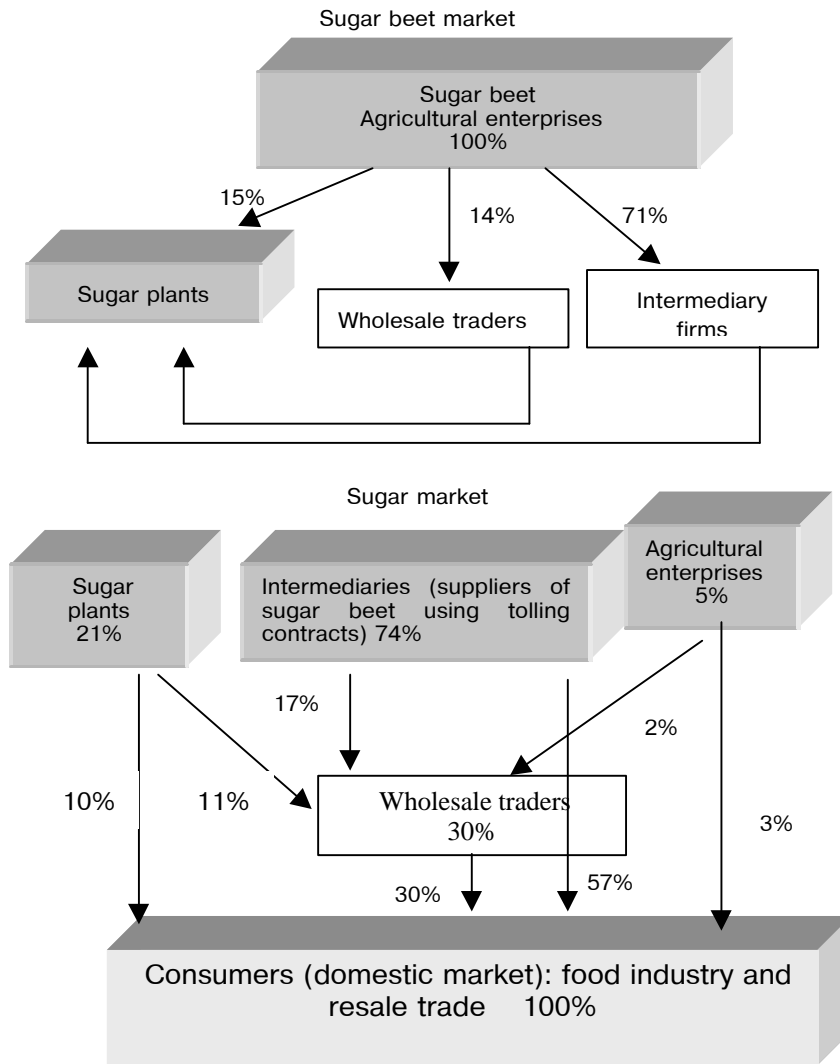 Sugar beet market
Sugar beet
Agricultural enterprises
100%
15%
14%
71%
Sugar plants
Wholesale traders
Intermediary
firms
Sugar market
Sugar
plants
21%
Intermediaries (suppliers of
sugar beet using tolling
contracts) 74%
Agricultural
enterprises
5%
17%
2%
10%
11%
Wholesale traders
30%
3%
30%
57%
Consumers (domestic market): food industry and
resale trade 100%